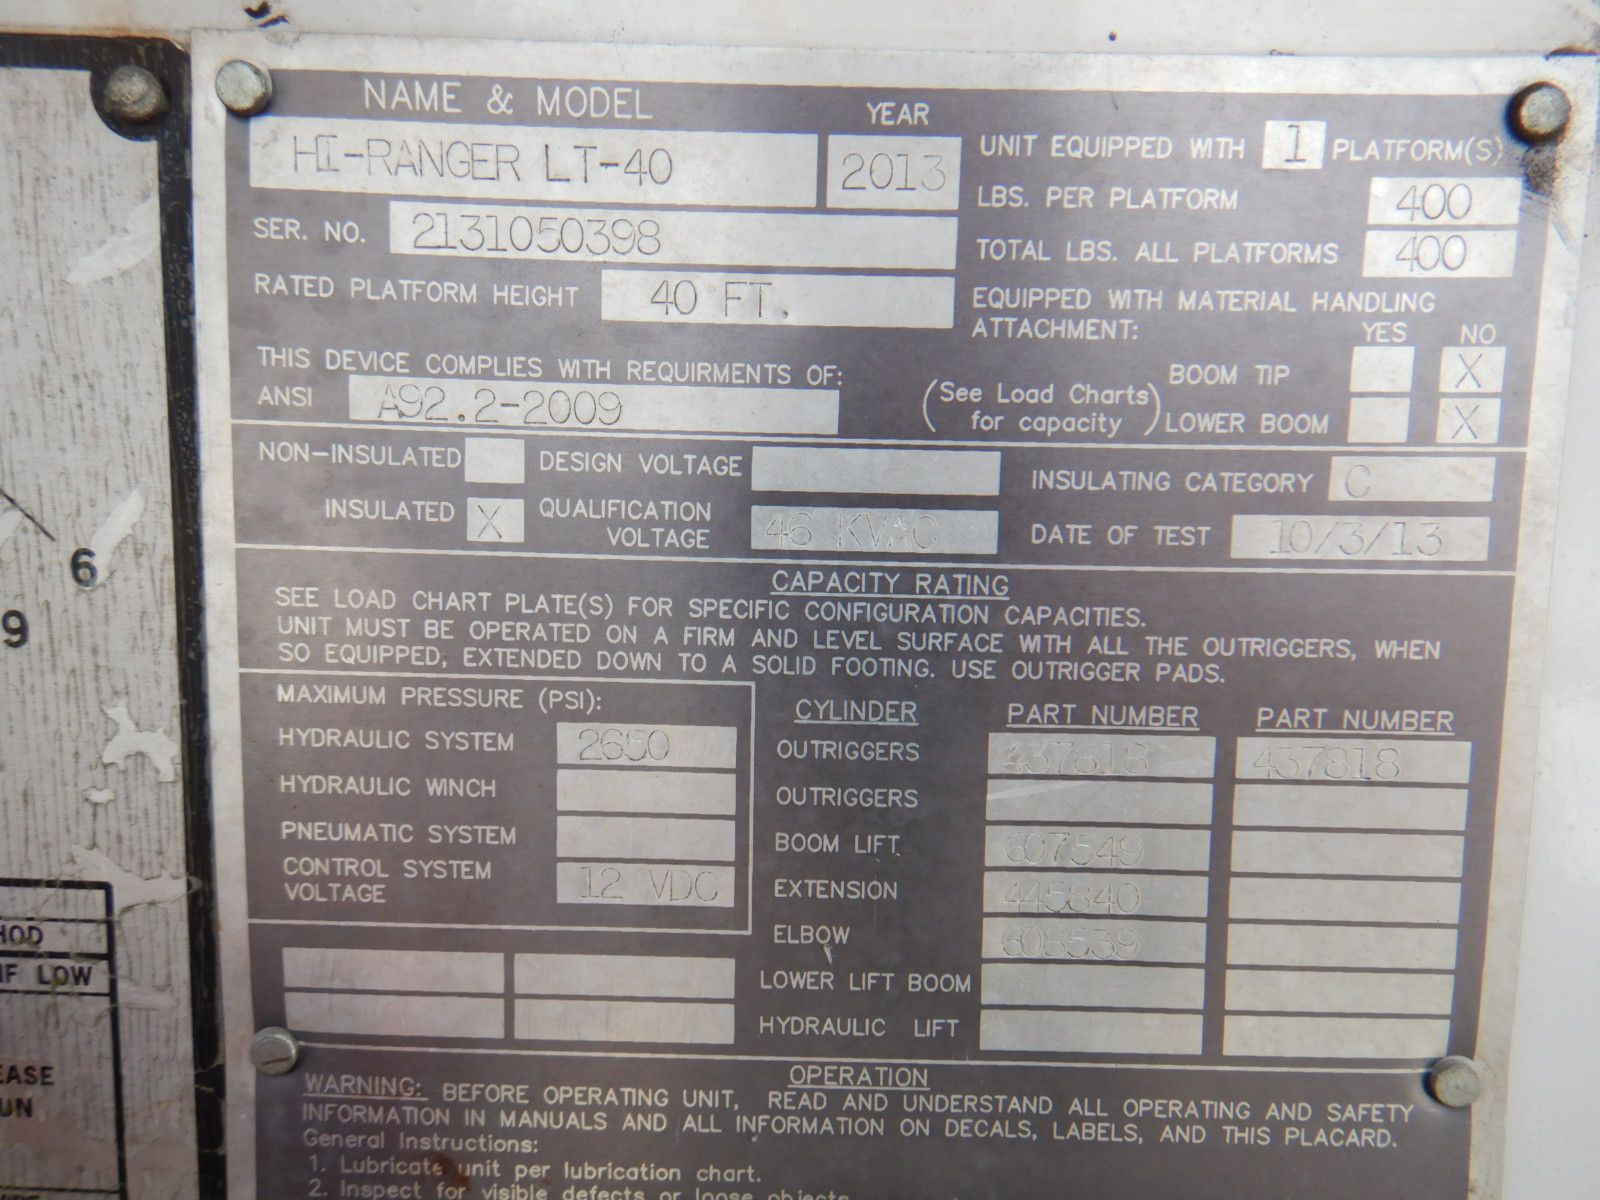 NAME & MODEL
YEAR
HI-RANGER LT-40
2013
SER. NO. 2131050398
RATED PLATFORM HEIGHT 40 FT.
THIS DEVICE COMPLIES WITH REQUIRMENTS OF:
ANSI A92.2-2009
UNIT EQUIPPED WITH 1 PLATFORM(S)
LBS. PER PLATFORM 400
TOTAL LBS. ALL PLATFORMS 400
EQUIPPED WITH MATERIAL HANDLING
ATTACHMENT: YES NO
(See Load Charts for capacity)
BOOM TIP X
LOWER BOOM X
NON-INSULATED
INSULATED X
DESIGN VOLTAGE
QUALIFICATION VOLTAGE 46 KVAC
INSULATING CATEGORY C
DATE OF TEST 10/3/13
CAPACITY RATING
SEE LOAD CHART PLATE(S) FOR SPECIFIC CONFIGURATION CAPACITIES.
UNIT MUST BE OPERATED ON A FIRM AND LEVEL SURFACE WITH ALL THE OUTRIGGERS, WHEN
SO EQUIPPED, EXTENDED DOWN TO A SOLID FOOTING. USE OUTRIGGER PADS.
MAXIMUM PRESSURE (PSI):
HYDRAULIC SYSTEM 2650
HYDRAULIC WINCH
PNEUMATIC SYSTEM
CONTROL SYSTEM
VOLTAGE 12 VDC
CYLINDER PART NUMBER PART NUMBER
OUTRIGGERS 437818 437818
OUTRIGGERS
BOOM LIFT 607549
EXTENSION 445840
ELBOW 608539
LOWER LIFT BOOM
HYDRAULIC LIFT
OPERATION
WARNING: BEFORE OPERATING UNIT, READ AND UNDERSTAND ALL OPERATING AND SAFETY
INFORMATION IN MANUALS AND ALL INFORMATION ON DECALS, LABELS, AND THIS PLACARD.
General Instructions:
1. Lubricate unit per lubrication chart.
2. Inspect for visible defects or loose objects
6
9
HOD
IF LOW
EASE
UN